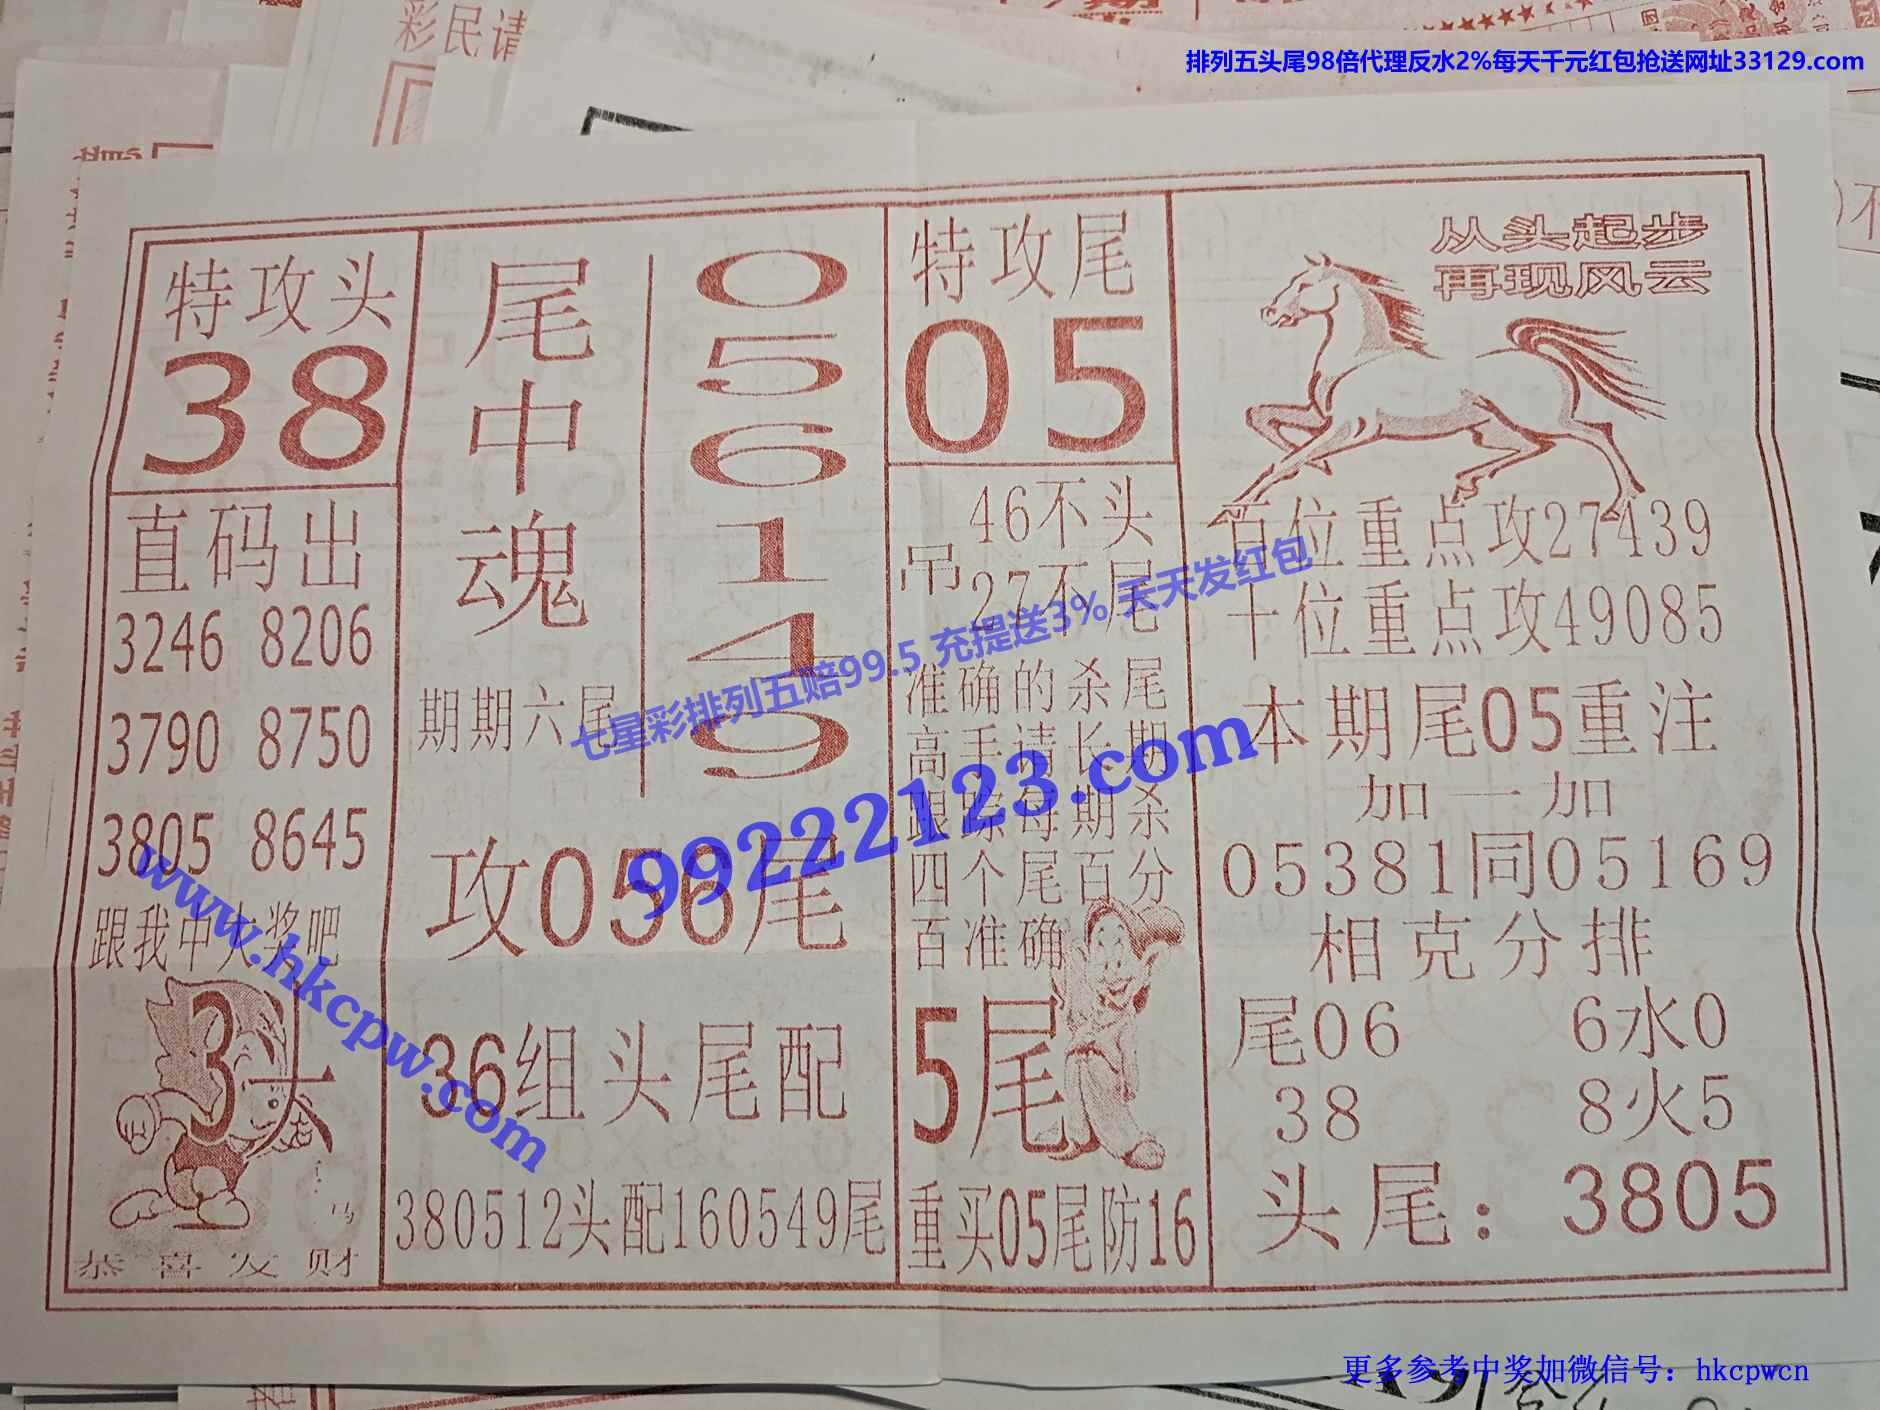 彩民请
排列五头尾98倍代理反水2%每天千元红包抢送网址33129.com
特攻头
38
直码出
3246 8206
3790 8750
3805 8645
跟我中大奖吧
3头
马
恭喜发财
尾中魂
0
5
6
1
4
9
期期六尾
攻056尾
36组头尾配
380512头配160549尾
特攻尾
05
吊
46不头
27不尾
准确的杀尾
高手请长期
跟踪每期杀
四个尾百分
百准确
5尾
重买05尾防16
从头起步
再现风云
百位重点攻27439
十位重点攻49085
本期尾05重注
加一加
05381同05169
相克分排
尾06 6水0
38 8火5
头尾：3805
七星彩排列五赔99.5 充提送3% 天天发红包
99222123.com
www.hkcpw.com
更多参考中奖加微信号：hkcpwcn